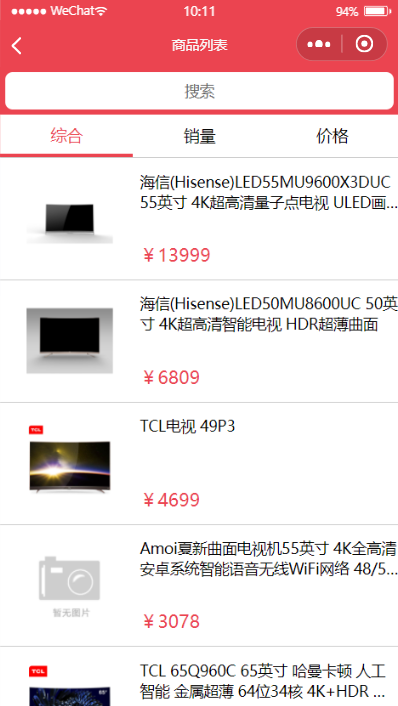 WeChat 10:11 94%
商品列表
搜索
综合 销量 价格
海信(Hisense)LED55MU9600X3DUC
55英寸 4K超高清量子点电视 ULED画...
￥13999
海信(Hisense)LED50MU8600UC 50英
寸 4K超高清智能电视 HDR超薄曲面
￥6809
TCL
TCL电视 49P3
￥4699
Amoi夏新曲面电视机55英寸 4K全高清
安卓系统智能语音无线WiFi网络 48/5...
暂无图片
￥3078
TCL
TCL 65Q960C 65英寸 哈曼卡顿 人工
智能 金属超薄 64位34核 4K+HDR ...